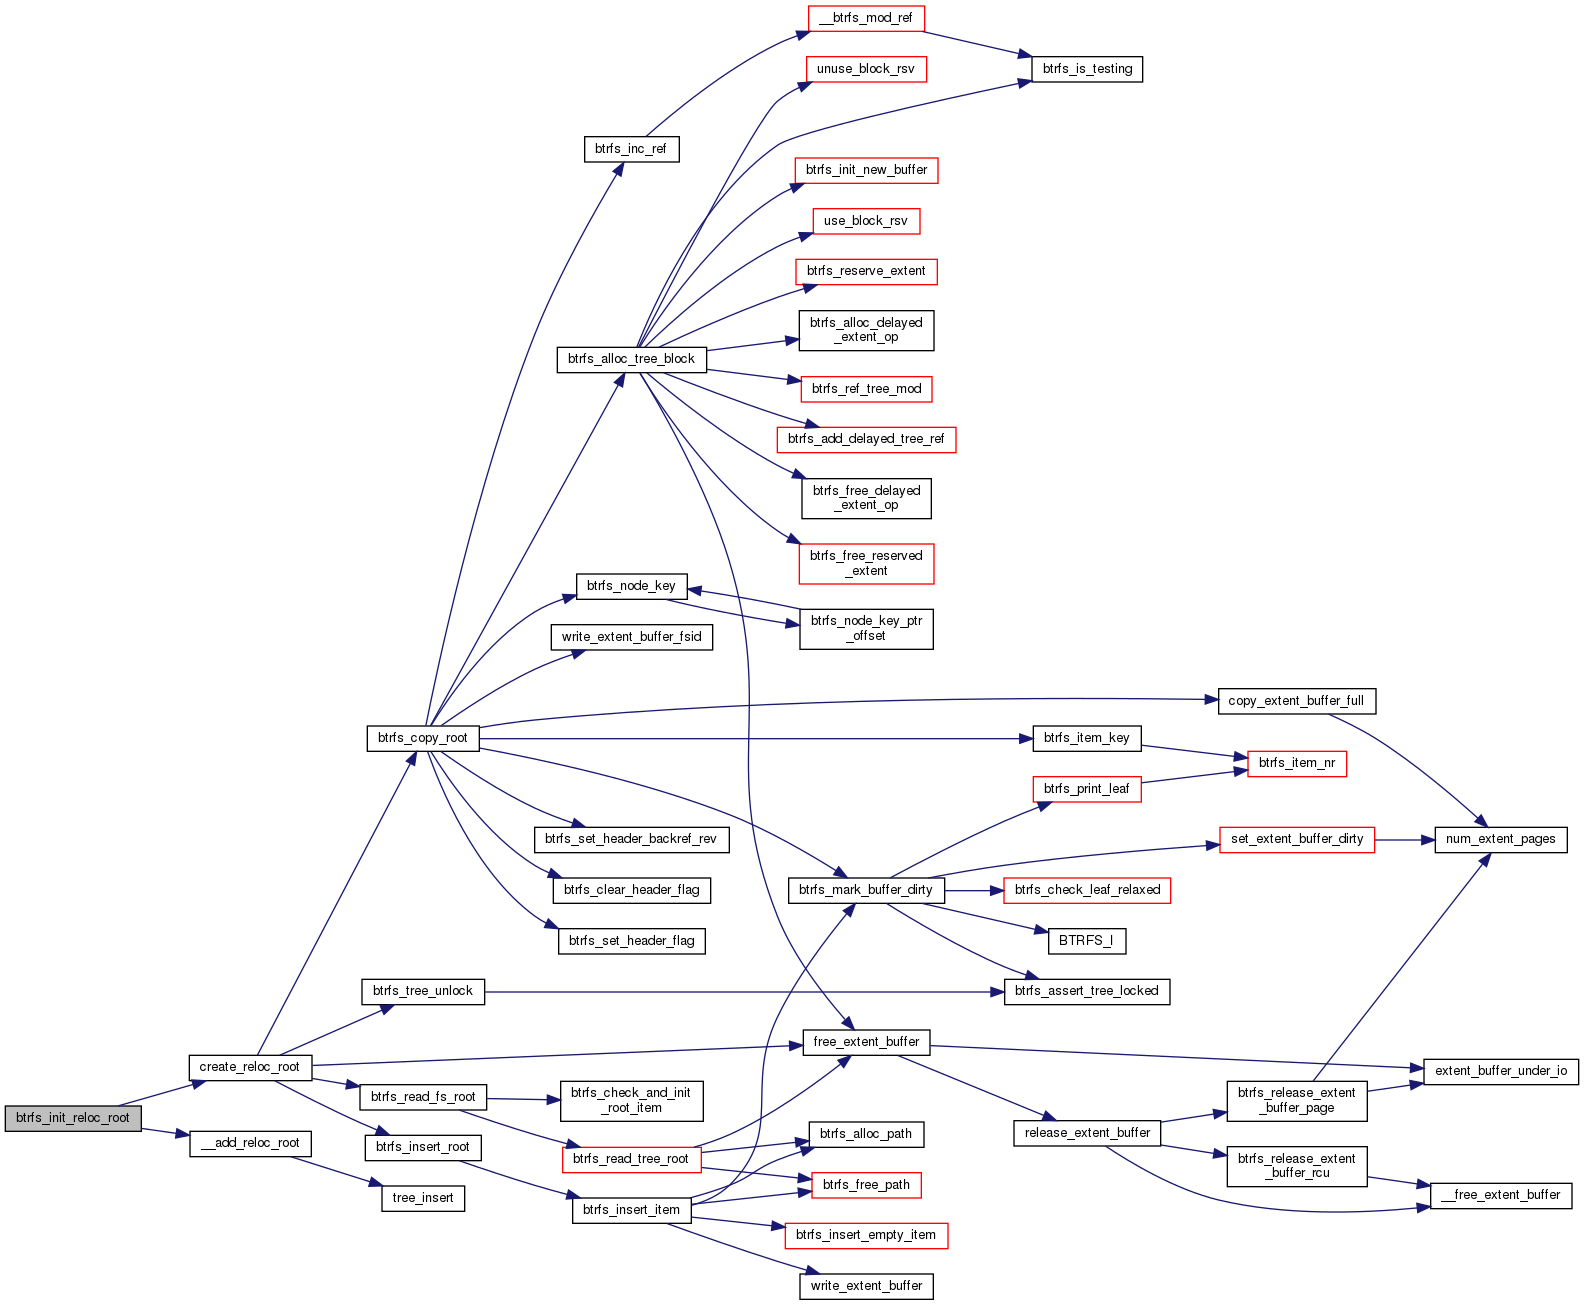 __btrfs_mod_ref
unuse_block_rsv
btrfs_is_testing
btrfs_inc_ref
btrfs_init_new_buffer
use_block_rsv
btrfs_reserve_extent
btrfs_alloc_delayed
_extent_op
btrfs_alloc_tree_block
btrfs_ref_tree_mod
btrfs_add_delayed_tree_ref
btrfs_free_delayed
_extent_op
btrfs_free_reserved
_extent
btrfs_node_key
btrfs_node_key_ptr
_offset
write_extent_buffer_fsid
copy_extent_buffer_full
btrfs_copy_root
btrfs_item_key
btrfs_item_nr
btrfs_print_leaf
btrfs_set_header_backref_rev
set_extent_buffer_dirty
num_extent_pages
btrfs_clear_header_flag
btrfs_mark_buffer_dirty
btrfs_check_leaf_relaxed
btrfs_set_header_flag
BTRFS_I
btrfs_tree_unlock
btrfs_assert_tree_locked
free_extent_buffer
create_reloc_root
extent_buffer_under_io
btrfs_read_fs_root
btrfs_check_and_init
_root_item
btrfs_release_extent
_buffer_page
btrfs_init_reloc_root
__add_reloc_root
btrfs_insert_root
btrfs_alloc_path
release_extent_buffer
btrfs_read_tree_root
btrfs_release_extent
_buffer_rcu
btrfs_free_path
tree_insert
__free_extent_buffer
btrfs_insert_item
btrfs_insert_empty_item
write_extent_buffer